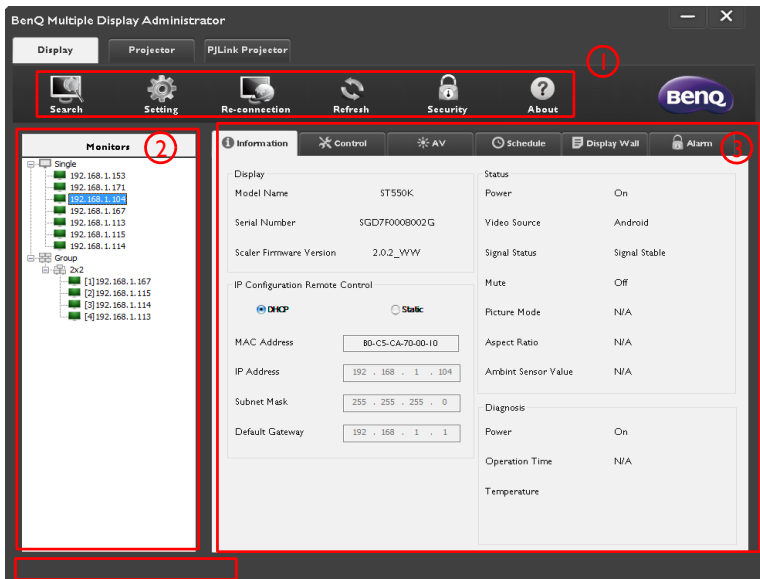 BenQ Multiple Display Administrator
Display Projector PJLink Projector
1
Search Setting Re-connection Refresh Security About
BenQ
Monitors
2
Single
192.168.1.153
192.168.1.171
192.168.1.104
192.168.1.167
192.168.1.113
192.168.1.115
192.168.1.114
Group
2x2
[1]192.168.1.167
[2]192.168.1.115
[3]192.168.1.114
[4]192.168.1.113
Information Control AV Schedule Display Wall Alarm
3
Display
Model Name ST550K
Serial Number SGD7F0008002G
Scaler Firmware Version 2.0.2_WW
IP Configuration Remote Control
DHCP Static
MAC Address B0-C5-CA-70-00-10
IP Address 192 . 168 . 1 . 104
Subnet Mask 255 . 255 . 255 . 0
Default Gateway 192 . 168 . 1 . 1
Status
Power On
Video Source Android
Signal Status Signal Stable
Mute Off
Picture Mode N/A
Aspect Ratio N/A
Ambint Sensor Value N/A
Diagnosis
Power On
Operation Time N/A
Temperature